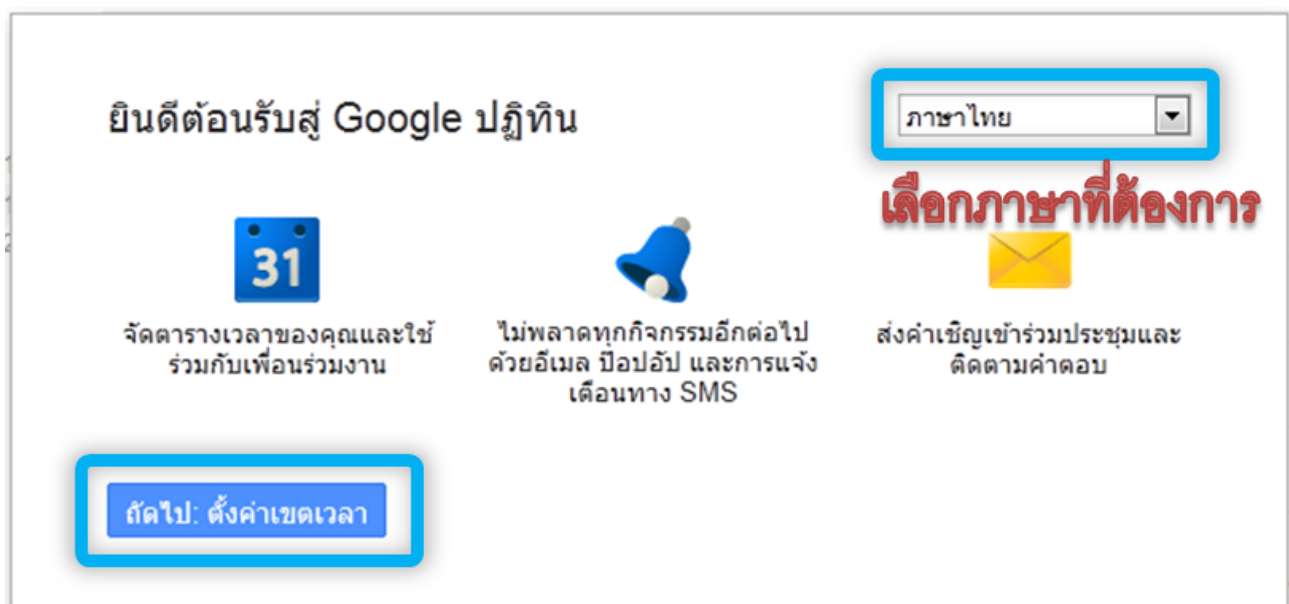 ยินดีต้อนรับสู่ Google ปฏิทิน
ภาษาไทย
เลือกภาษาที่ต้องการ
31
จัดตารางเวลาของคุณและใช้
ร่วมกับเพื่อนร่วมงาน
ไม่พลาดทุกกิจกรรมอีกต่อไป
ด้วยอีเมล ป๊อปอัป และการแจ้ง
เตือนทาง SMS
ส่งคำเชิญเข้าร่วมประชุมและ
ติดตามคำตอบ
ถัดไป: ตั้งค่าเขตเวลา